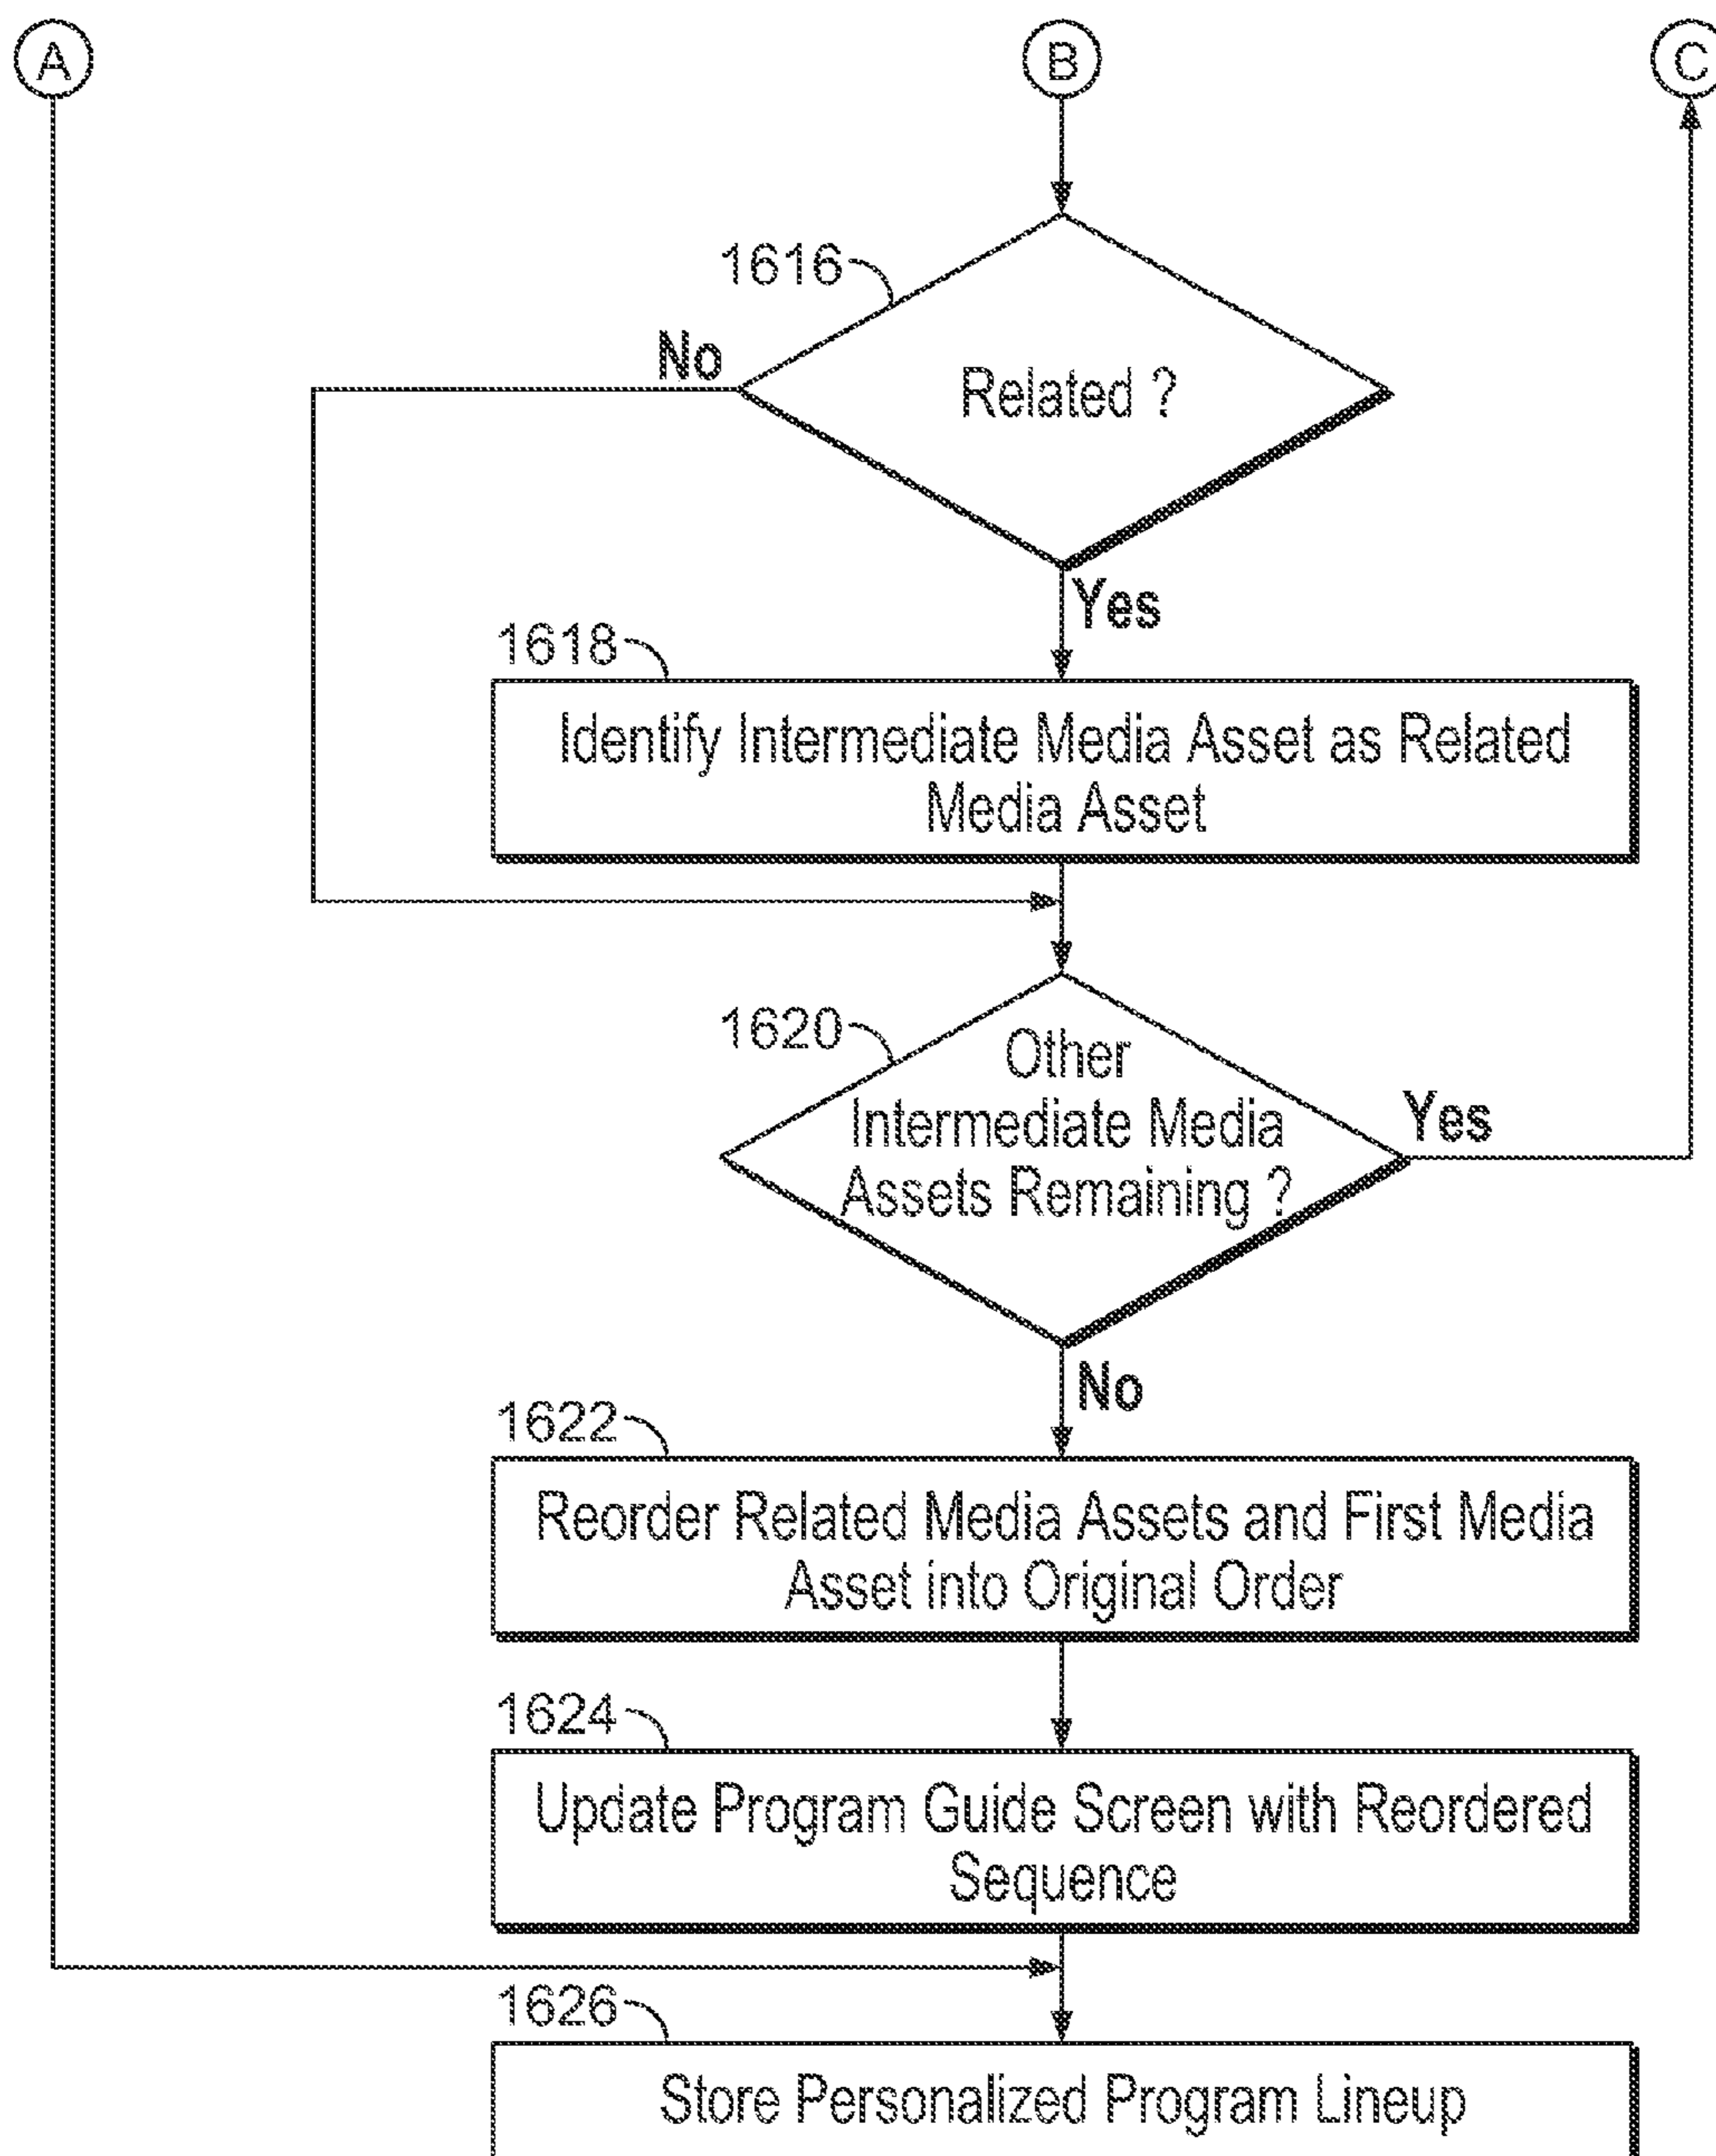 A
B
C
1616
No
Related ?
Yes
1618
Identify Intermediate Media Asset as Related
Media Asset
1620
Other
Intermediate Media
Assets Remaining ?
Yes
No
1622
Reorder Related Media Assets and First Media
Asset into Original Order
1624
Update Program Guide Screen with Reordered
Sequence
1626
Store Personalized Program Lineup